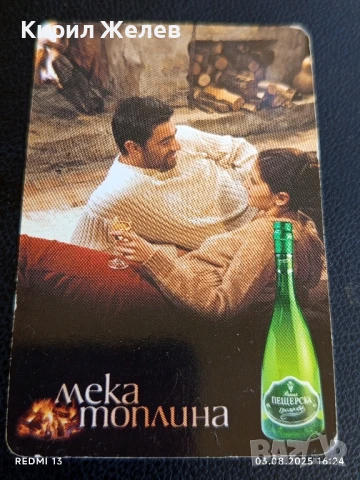 Кирил Желев
ПЕЩЕРСКА
мека
топлина
REDMI 13
03.08.2025 16:24